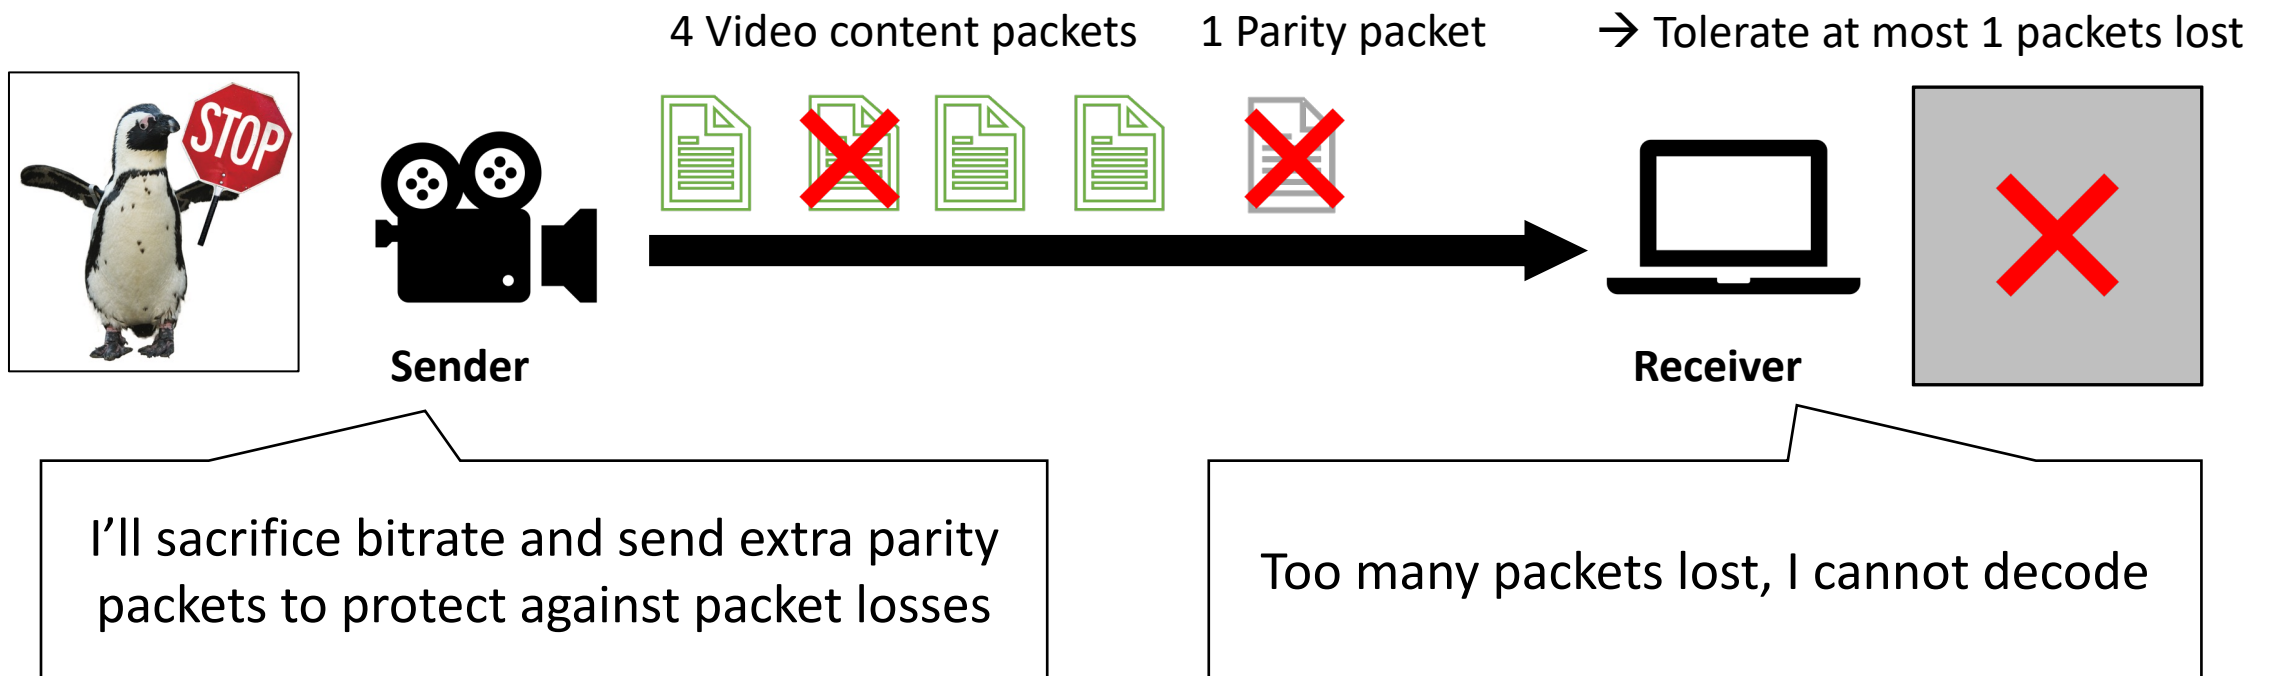 4 Video content packets
1 Parity packet
→ Tolerate at most 1 packets lost
STOP
Sender
Receiver
I’ll sacrifice bitrate and send extra parity
packets to protect against packet losses
Too many packets lost, I cannot decode